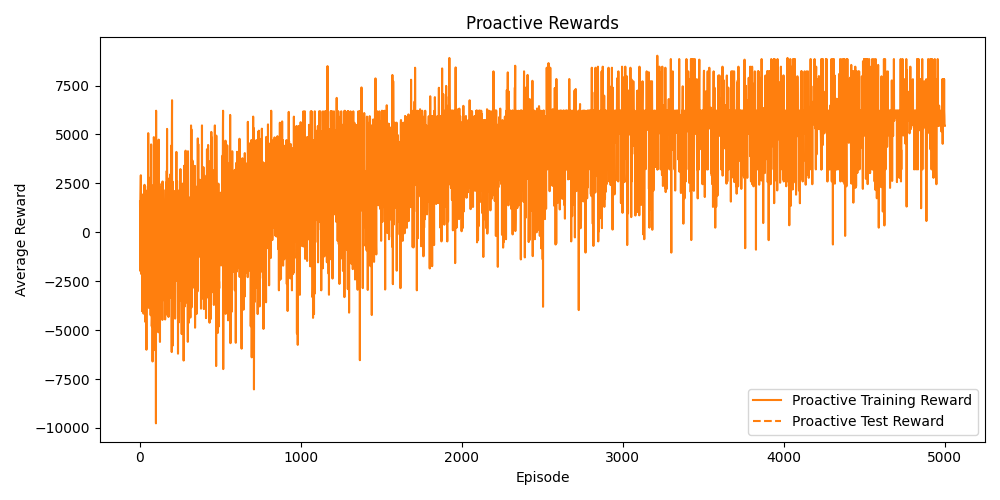 Proactive Rewards
Average Reward
7500
5000
2500
0
−2500
−5000
−7500
−10000
0 1000 2000 3000 4000 5000
Episode
Proactive Training Reward
Proactive Test Reward